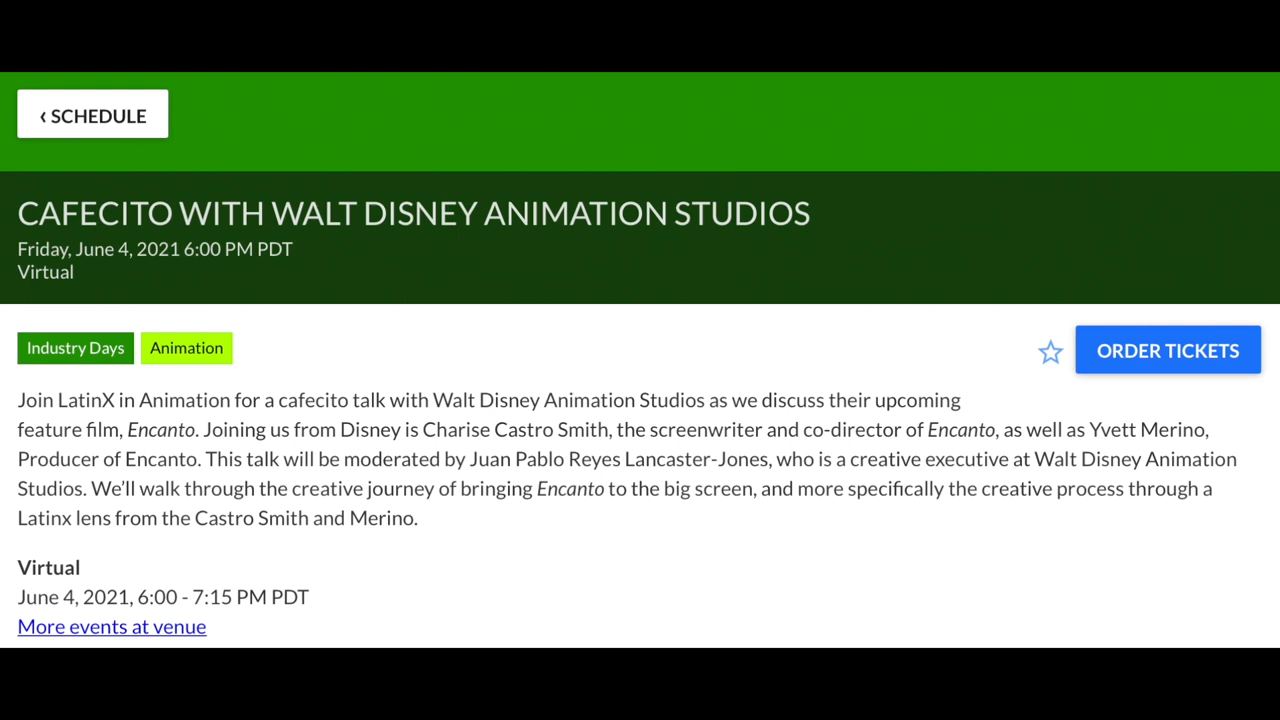 ‹ SCHEDULE
CAFECITO WITH WALT DISNEY ANIMATION STUDIOS
Friday, June 4, 2021 6:00 PM PDT
Virtual
Industry Days Animation ORDER TICKETS
Join LatinX in Animation for a cafecito talk with Walt Disney Animation Studios as we discuss their upcoming
feature film, Encanto. Joining us from Disney is Charise Castro Smith, the screenwriter and co-director of Encanto, as well as Yvett Merino,
Producer of Encanto. This talk will be moderated by Juan Pablo Reyes Lancaster-Jones, who is a creative executive at Walt Disney Animation
Studios. We’ll walk through the creative journey of bringing Encanto to the big screen, and more specifically the creative process through a
Latinx lens from the Castro Smith and Merino.
Virtual
June 4, 2021, 6:00 - 7:15 PM PDT
More events at venue